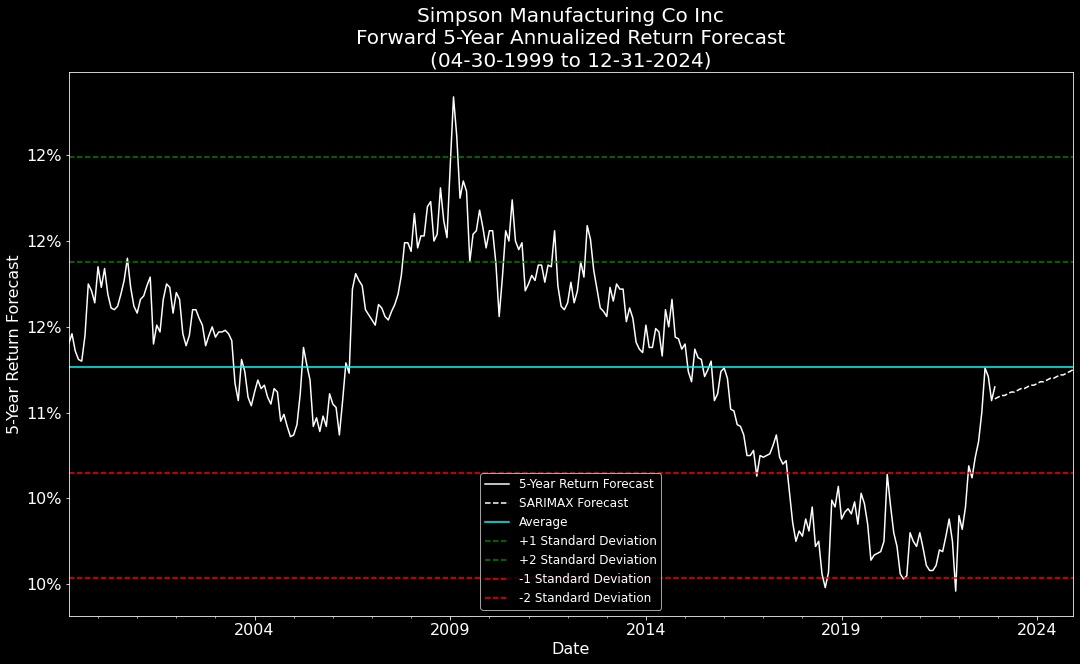 Simpson Manufacturing Co Inc
Forward 5-Year Annualized Return Forecast
(04-30-1999 to 12-31-2024)
5-Year Return Forecast
12%
12%
12%
11%
10%
10%
5-Year Return Forecast
SARIMAX Forecast
Average
+1 Standard Deviation
+2 Standard Deviation
-1 Standard Deviation
-2 Standard Deviation
2004
2009
2014
2019
2024
Date